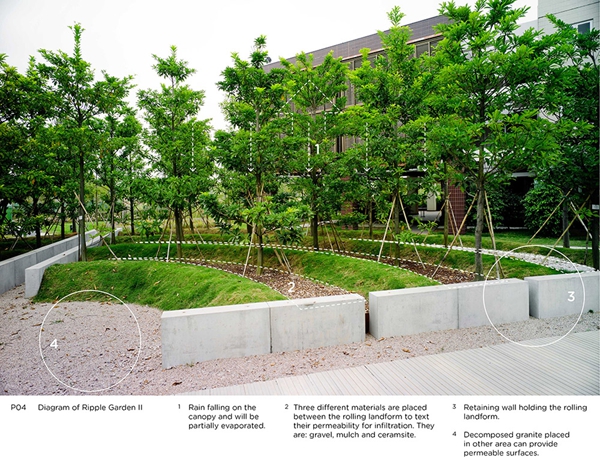 1
2
3
4
P04 Diagram of Ripple Garden II
1 Rain falling on the
canopy and will be
partially evaporated.
2 Three different materials are placed
between the rolling landform to text
their permeability for infiltration. They
are: gravel, mulch and ceramsite.
3 Retaining wall holding the rolling
landform.
4 Decomposed granite placed
in other area can provide
permeable surfaces.